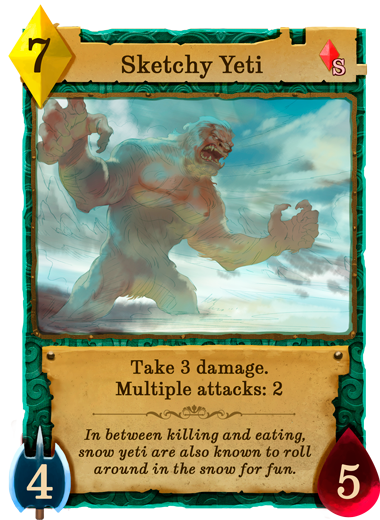 7
Sketchy Yeti
S
Take 3 damage.
Multiple attacks: 2
In between killing and eating,
snow yeti are also known to roll
around in the snow for fun.
4
5